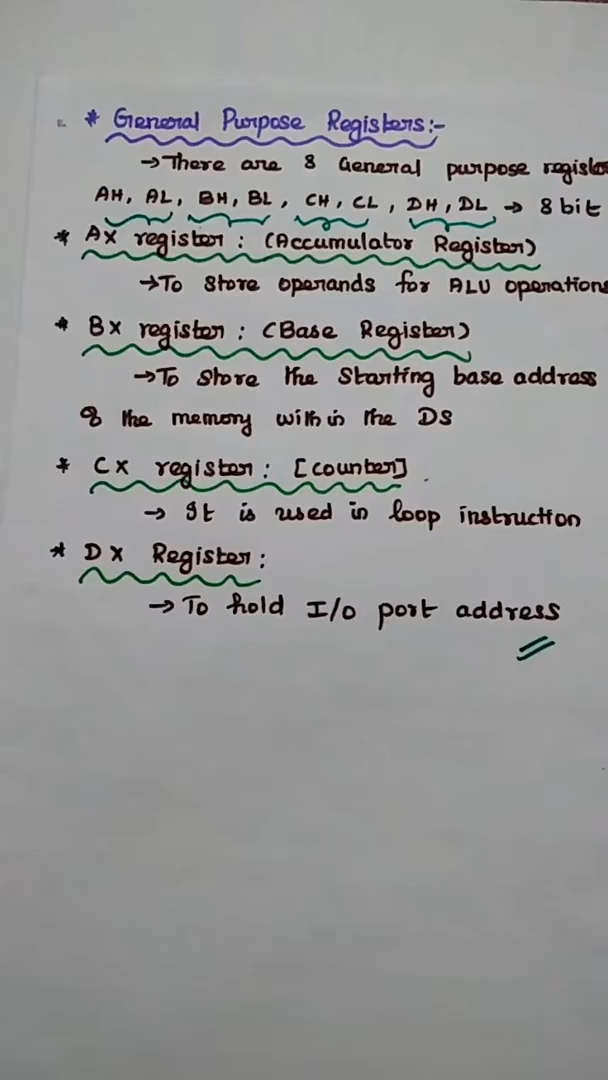 * General Purpose Registers:-
→ There are 8 General purpose registe
AH, AL, BH, BL, CH, CL, DH, DL → 8 bit
* AX register : (Accumulator Register)
→ To store operands for ALU operations
* BX register : (Base Register)
→ To store the starting base address
of the memory within the DS
* CX register : [counter]
→ It is used in loop instruction
* DX Register :
→ To hold I/O port address